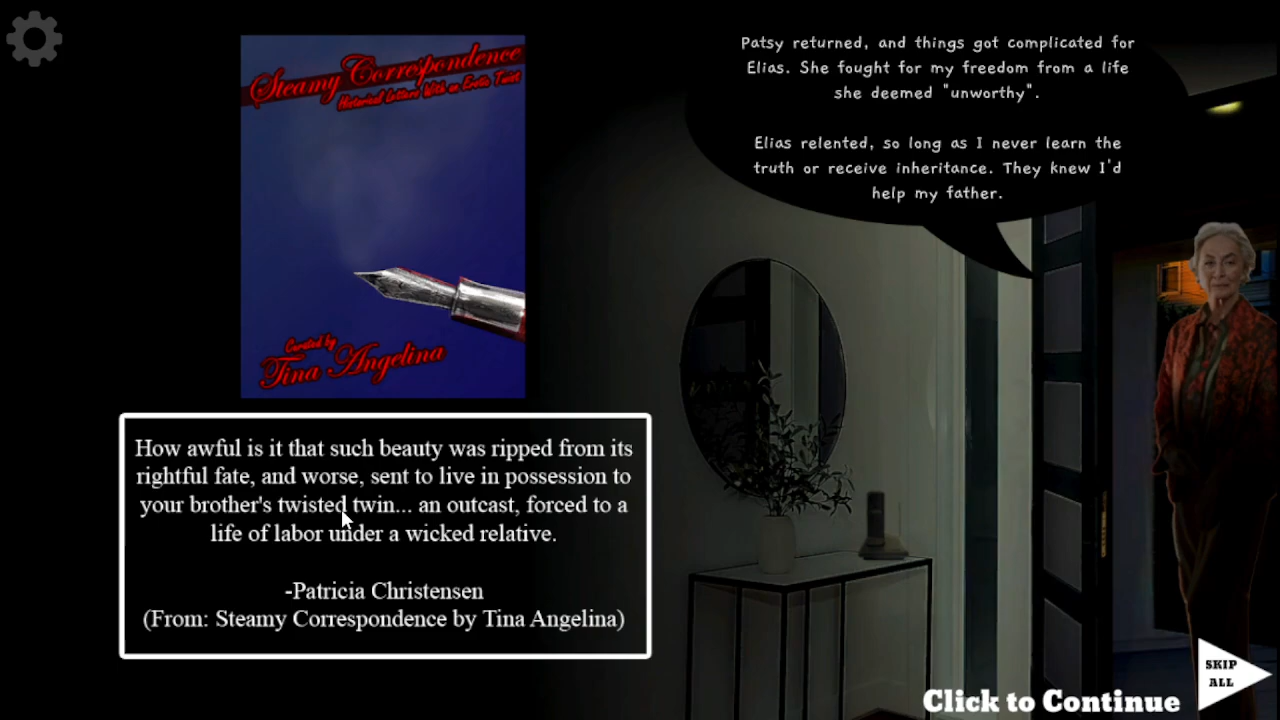 Steamy Correspondence
Historical Letters With an Erotic Twist
Curated by
Tina Angelina
Patsy returned, and things got complicated for
Elias. She fought for my freedom from a life
she deemed "unworthy".
Elias relented, so long as I never learn the
truth or receive inheritance. They knew I'd
help my father.
How awful is it that such beauty was ripped from its
rightful fate, and worse, sent to live in possession to
your brother's twisted twin... an outcast, forced to a
life of labor under a wicked relative.
-Patricia Christensen
(From: Steamy Correspondence by Tina Angelina)
Click to Continue
SKIP
ALL